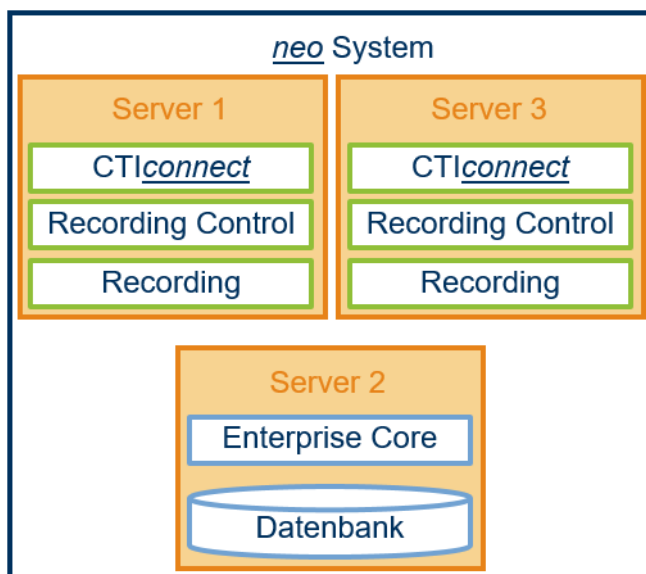 neo System
Server 1
CTIconnect
Recording Control
Recording
Server 3
CTIconnect
Recording Control
Recording
Server 2
Enterprise Core
Datenbank